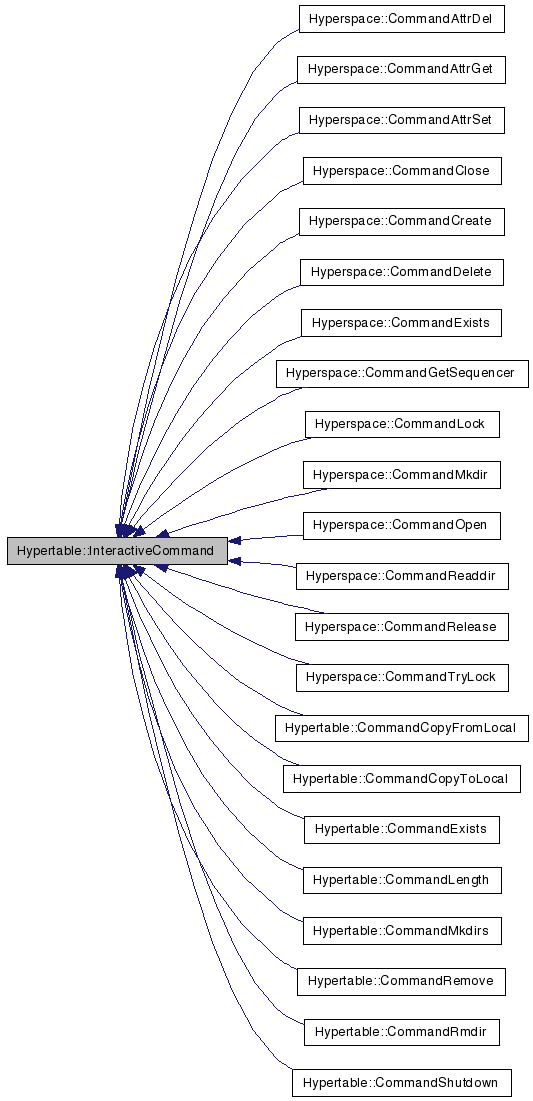 Hyperspace::CommandAttrDel
Hyperspace::CommandAttrGet
Hyperspace::CommandAttrSet
Hyperspace::CommandClose
Hyperspace::CommandCreate
Hyperspace::CommandDelete
Hyperspace::CommandExists
Hyperspace::CommandGetSequencer
Hyperspace::CommandLock
Hyperspace::CommandMkdir
Hyperspace::CommandOpen
Hypertable::InteractiveCommand
Hyperspace::CommandReaddir
Hyperspace::CommandRelease
Hyperspace::CommandTryLock
Hypertable::CommandCopyFromLocal
Hypertable::CommandCopyToLocal
Hypertable::CommandExists
Hypertable::CommandLength
Hypertable::CommandMkdirs
Hypertable::CommandRemove
Hypertable::CommandRmdir
Hypertable::CommandShutdown